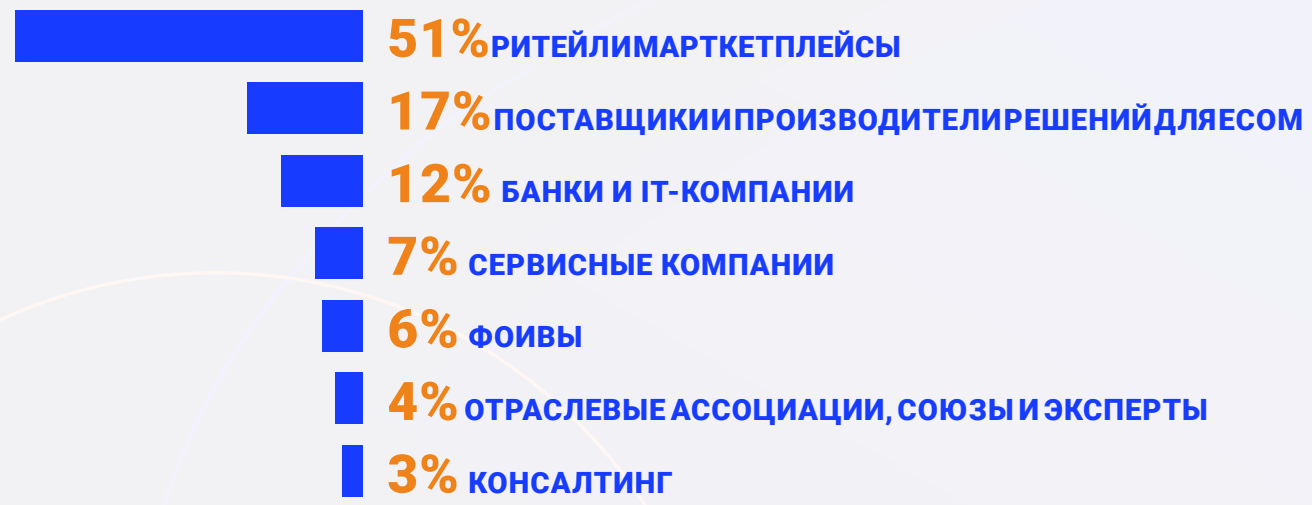 51%РИТЕЙЛИМАРТКЕТПЛЕЙСЫ
17%ПОСТАВЩИКИИПРОИЗВОДИТЕЛИРЕШЕНИЙДЛЯЕСОМ
12% БАНКИ И IT-КОМПАНИИ
7% СЕРВИСНЫЕ КОМПАНИИ
6% ФОИВЫ
4% ОТРАСЛЕВЫЕ АССОЦИАЦИИ, СОЮЗЫ И ЭКСПЕРТЫ
3% КОНСАЛТИНГ